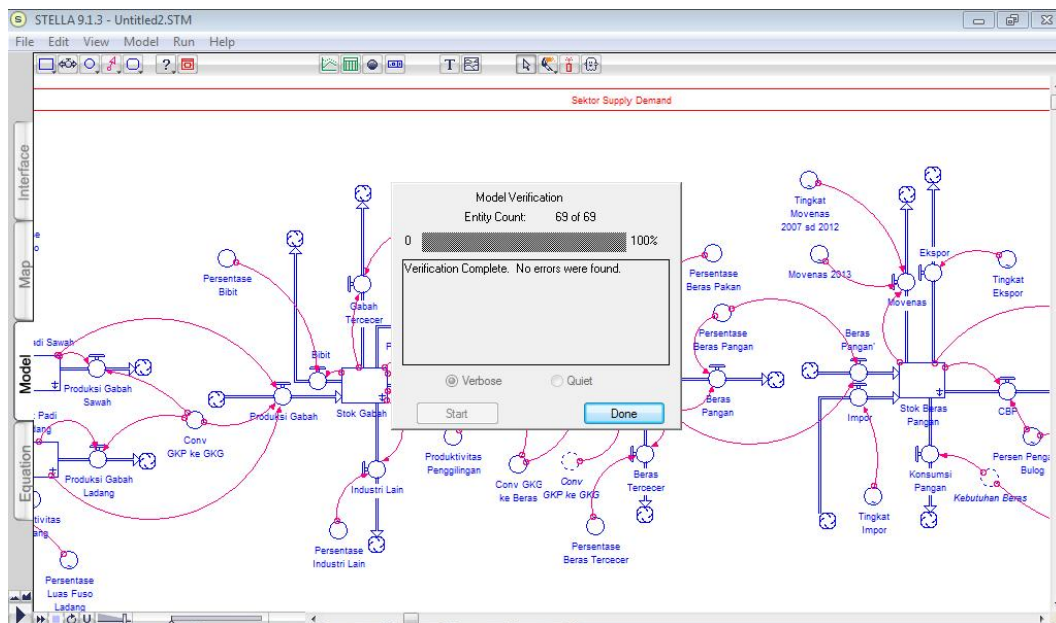 STELLA 9.1.3 - Untitled2.STM
File Edit View Model Run Help
Sektor Supply Demand
Interface
Map
Model
Equation
Model Verification
Entity Count: 69 of 69
0 100%
Verification Complete. No errors were found.
Verbose Quiet
Start Done
Persentase
Bibit
Gabah
Tercecer
Bibit
Stok Gabah
Produksi Gabah
Produksi Gabah
Sawah
Conv
GKP ke GKG
Produksi Gabah
Ladang
Persentase
Luas Fuso
Ladang
Industri Lain
Persentase
Industri Lain
Produktivitas
Penggilingan
Conv GKG
ke Beras
Conv
GKP ke GKG
Beras
Tercecer
Persentase
Beras Tercecer
Persentase
Beras Pakan
Persentase
Beras Pangan
Beras
Pangan
Tingkat
Movenas
2007 sd 2012
Movenas 2013
Movenas
Ekspor
Tingkat
Ekspor
Beras
Pangan'
Impor
Stok Beras
Pangan
CBP
Konsumsi
Pangan
Kebutuhan Beras
Tingkat
Impor
Bulog